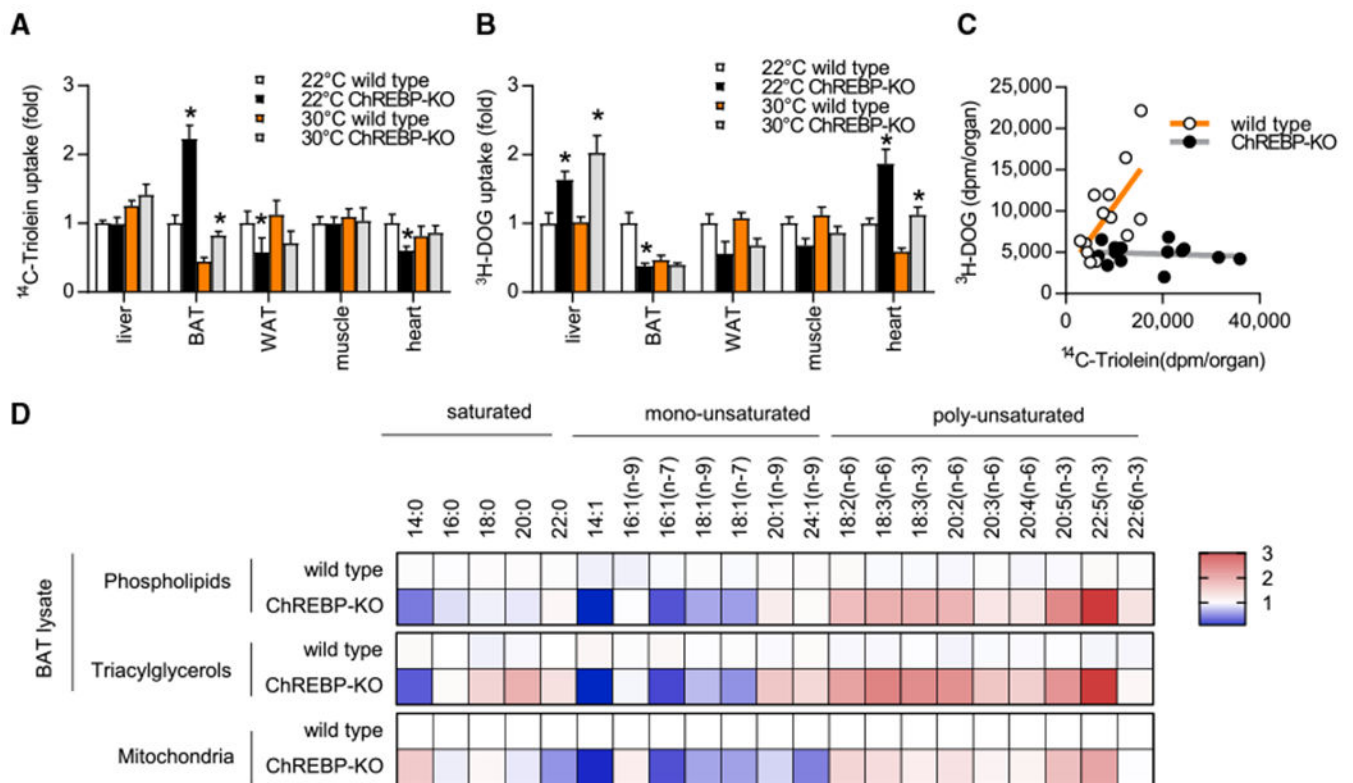 A
B
C
¹⁴C-Triolein uptake (fold)
3
2
1
0
22°C wild type
22°C ChREBP-KO
30°C wild type
30°C ChREBP-KO
*
*
*
*
liver
BAT
WAT
muscle
heart
³H-DOG uptake (fold)
3
2
1
0
22°C wild type
22°C ChREBP-KO
30°C wild type
30°C ChREBP-KO
*
*
*
*
*
liver
BAT
WAT
muscle
heart
³H-DOG (dpm/organ)
25,000
20,000
15,000
10,000
5,000
0
0 20,000 40,000
¹⁴C-Triolein(dpm/organ)
wild type
ChREBP-KO
D
saturated mono-unsaturated poly-unsaturated
14:0
16:0
18:0
20:0
22:0
14:1
16:1(n-9)
16:1(n-7)
18:1(n-9)
18:1(n-7)
20:1(n-9)
24:1(n-9)
18:2(n-6)
18:3(n-6)
18:3(n-3)
20:2(n-6)
20:3(n-6)
20:4(n-6)
20:5(n-3)
22:5(n-3)
22:6(n-3)
BAT lysate
Phospholipids
wild type
ChREBP-KO
Triacylglycerols
wild type
ChREBP-KO
Mitochondria
wild type
ChREBP-KO
3
2
1